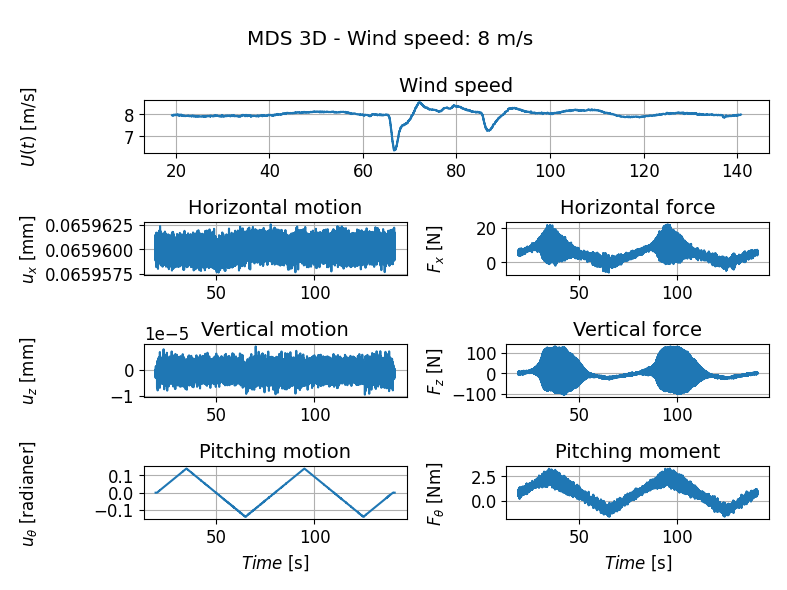 MDS 3D - Wind speed: 8 m/s
Wind speed
U(t) [m/s]
8
7
20 40 60 80 100 120 140
Horizontal motion
u_x [mm]
0.0659625
0.0659600
0.0659575
50 100
Horizontal force
F_x [N]
20
0
50 100
Vertical motion
1e−5
u_z [mm]
0
−1
50 100
Vertical force
F_z [N]
100
0
−100
50 100
Pitching motion
u_θ [radianer]
0.1
0.0
−0.1
50 100
Time [s]
Pitching moment
F_θ [Nm]
2.5
0.0
50 100
Time [s]